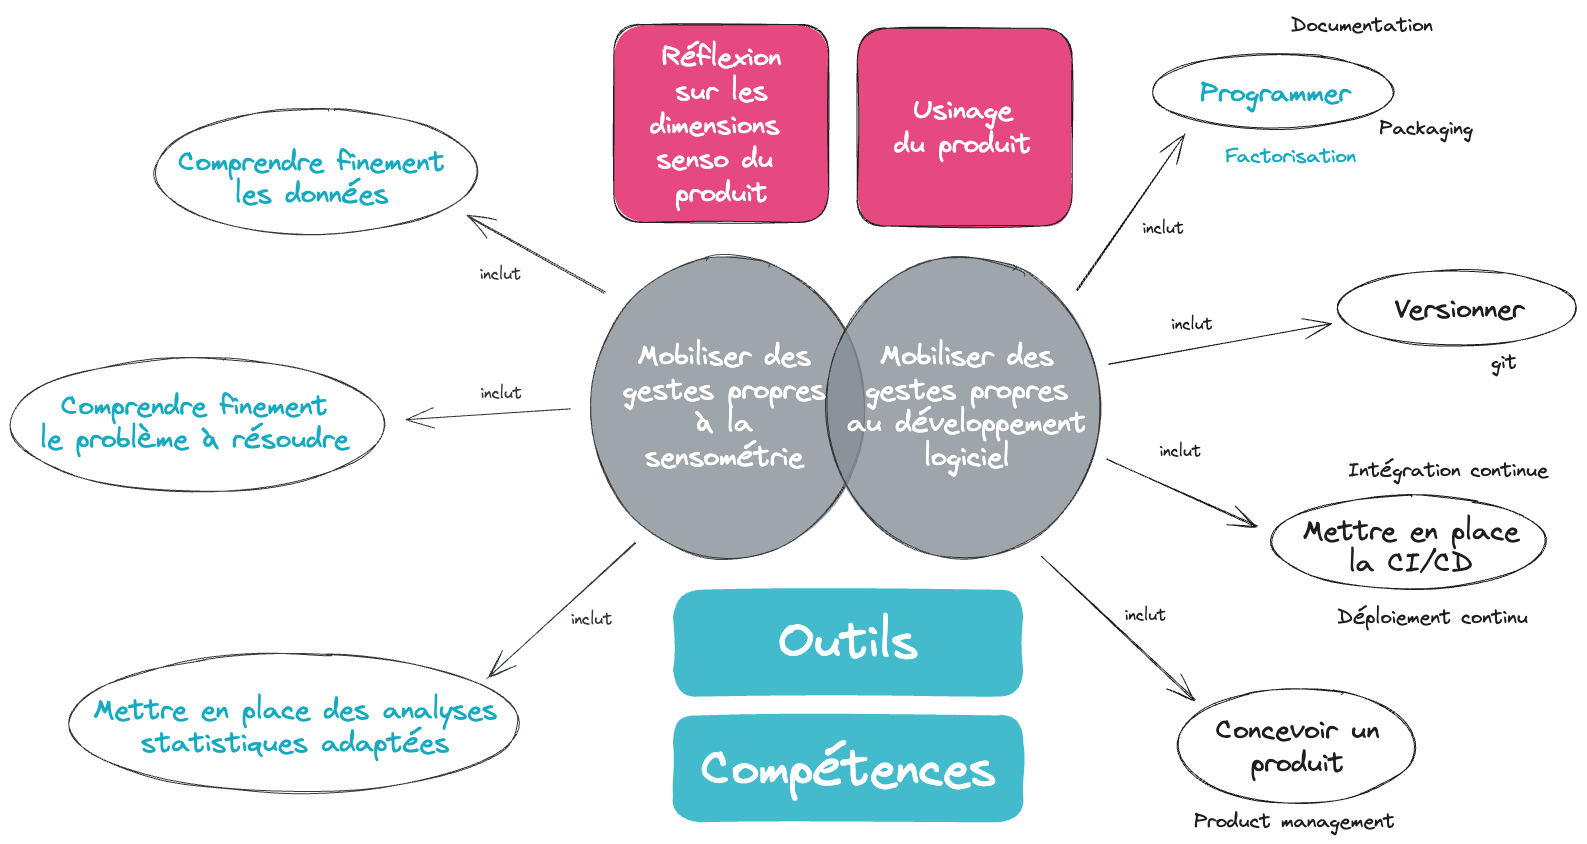 Réflexion
sur les
dimensions
senso du
produit
Usinage
du produit
Documentation
Programmer
Packaging
Factorisation
Comprendre finement
les données
inclut
inclut
Versionner
git
inclut
Mobiliser des
gestes propres
à la
sensométrie
Mobiliser des
gestes propres
au développement
logiciel
Comprendre finement
le problème à résoudre
inclut
inclut
Intégration continue
Mettre en place
la CI/CD
Déploiement continu
inclut
Mettre en place des analyses
statistiques adaptées
inclut
Outils
Compétences
Concevoir un
produit
Product management